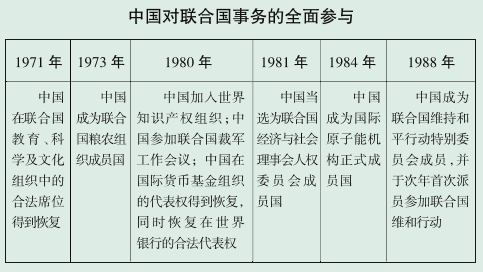 中国对联合国事务的全面参与
1971 年
1973 年
1980 年
1981 年
1984 年
1988 年
中国
在联合国
教育、科
学及文化
组织中的
合法席位
得到恢复
中国
成为联合
国粮农组
织成员国
中国加入世界
知识产权组织；中
国参加联合国裁军
工作会议；中国在
国际货币基金组织
的代表权得到恢复，
同时恢复在世界
银行的合法代表权
中国当
选为联合国
经济与社会
理事会人权
委员会成
员国
中国
成为国际
原子能机
构正式成
员国
中国成为
联合国维持和
平行动特别委
员会成员，并
于次年首次派
员参加联合国
维和行动